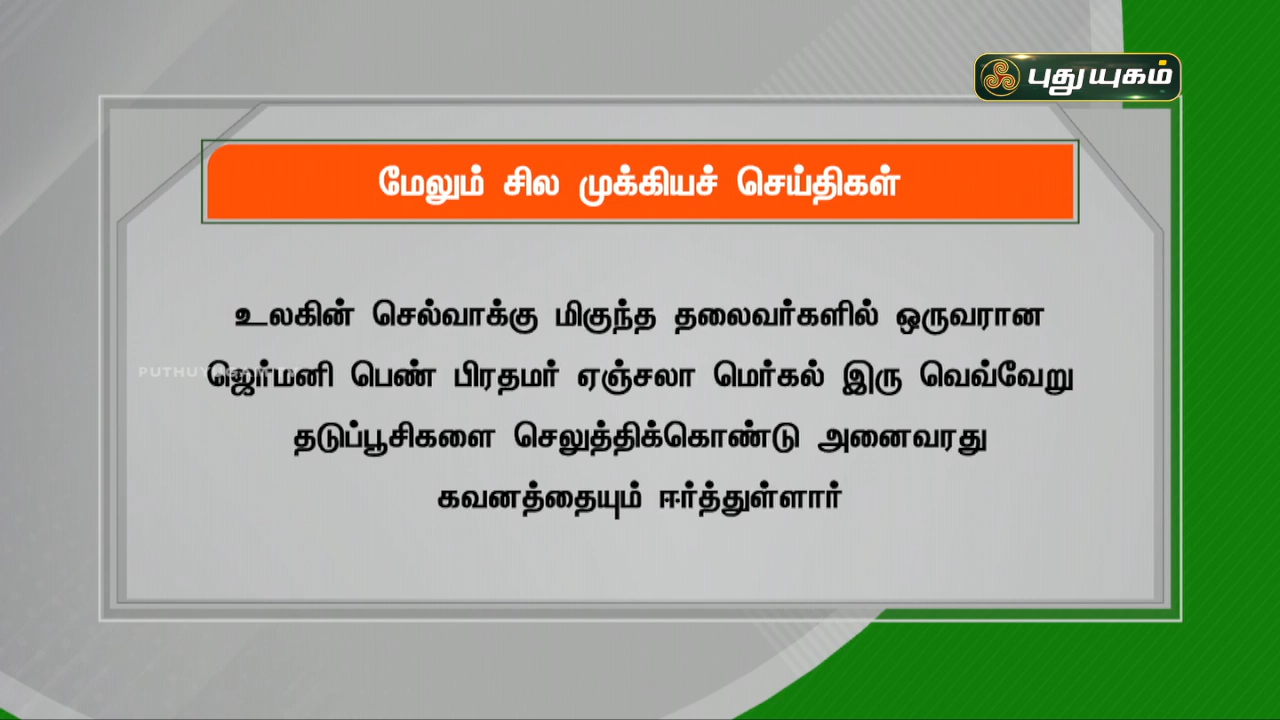 புதுயுகம்
மேலும் சில முக்கியச் செய்திகள்
உலகின் செல்வாக்கு மிகுந்த தலைவர்களில் ஒருவரான
ஜெர்மனி பெண் பிரதமர் ஏஞ்சலா மெர்கல் இரு வெவ்வேறு
தடுப்பூசிகளை செலுத்திக்கொண்டு அனைவரது
கவனத்தையும் ஈர்த்துள்ளார்